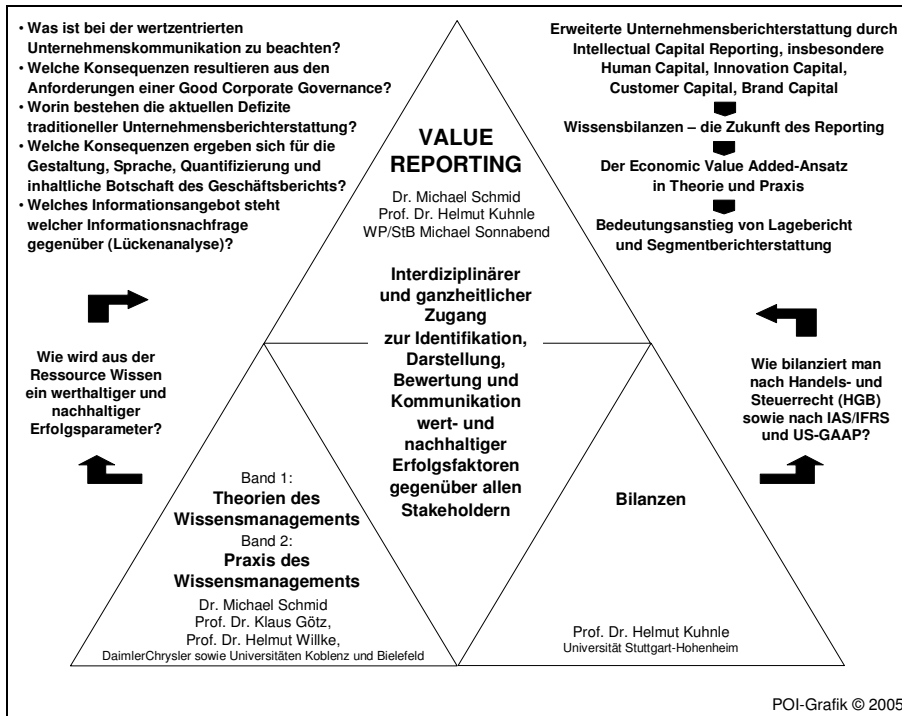 • Was ist bei der wertzentrierten
Unternehmenskommunikation zu beachten?
• Welche Konsequenzen resultieren aus den
Anforderungen einer Good Corporate Governance?
• Worin bestehen die aktuellen Defizite
traditioneller Unternehmensberichterstattung?
• Welche Konsequenzen ergeben sich für die
Gestaltung, Sprache, Quantifizierung und
inhaltliche Botschaft des Geschäftsberichts?
• Welches Informationsangebot steht
welcher Informationsnachfrage
gegenüber (Lückenanalyse)?
Erweiterte Unternehmensberichterstattung durch
Intellectual Capital Reporting, insbesondere
Human Capital, Innovation Capital,
Customer Capital, Brand Capital
Wissensbilanzen – die Zukunft des Reporting
Der Economic Value Added-Ansatz
in Theorie und Praxis
Bedeutungsanstieg von Lagebericht
und Segmentberichterstattung
VALUE
REPORTING
Dr. Michael Schmid
Prof. Dr. Helmut Kuhnle
WP/StB Michael Sonnabend
Interdiziplinärer
und ganzheitlicher
Zugang
zur Identifikation,
Darstellung,
Bewertung und
Kommunikation
wert- und
nachhaltiger
Erfolgsfaktoren
gegenüber allen
Stakeholdern
Wie wird aus der
Ressource Wissen
ein werthaltiger und
nachhaltiger
Erfolgsparameter?
Wie bilanziert man
nach Handels- und
Steuerrecht (HGB)
sowie nach IAS/IFRS
und US-GAAP?
Band 1:
Theorien des
Wissensmanagements
Band 2:
Praxis des
Wissensmanagements
Dr. Michael Schmid
Prof. Dr. Klaus Götz,
Prof. Dr. Helmut Willke,
DaimlerChrysler sowie Universitäten Koblenz und Bielefeld
Bilanzen
Prof. Dr. Helmut Kuhnle
Universität Stuttgart-Hohenheim
POI-Grafik © 2005